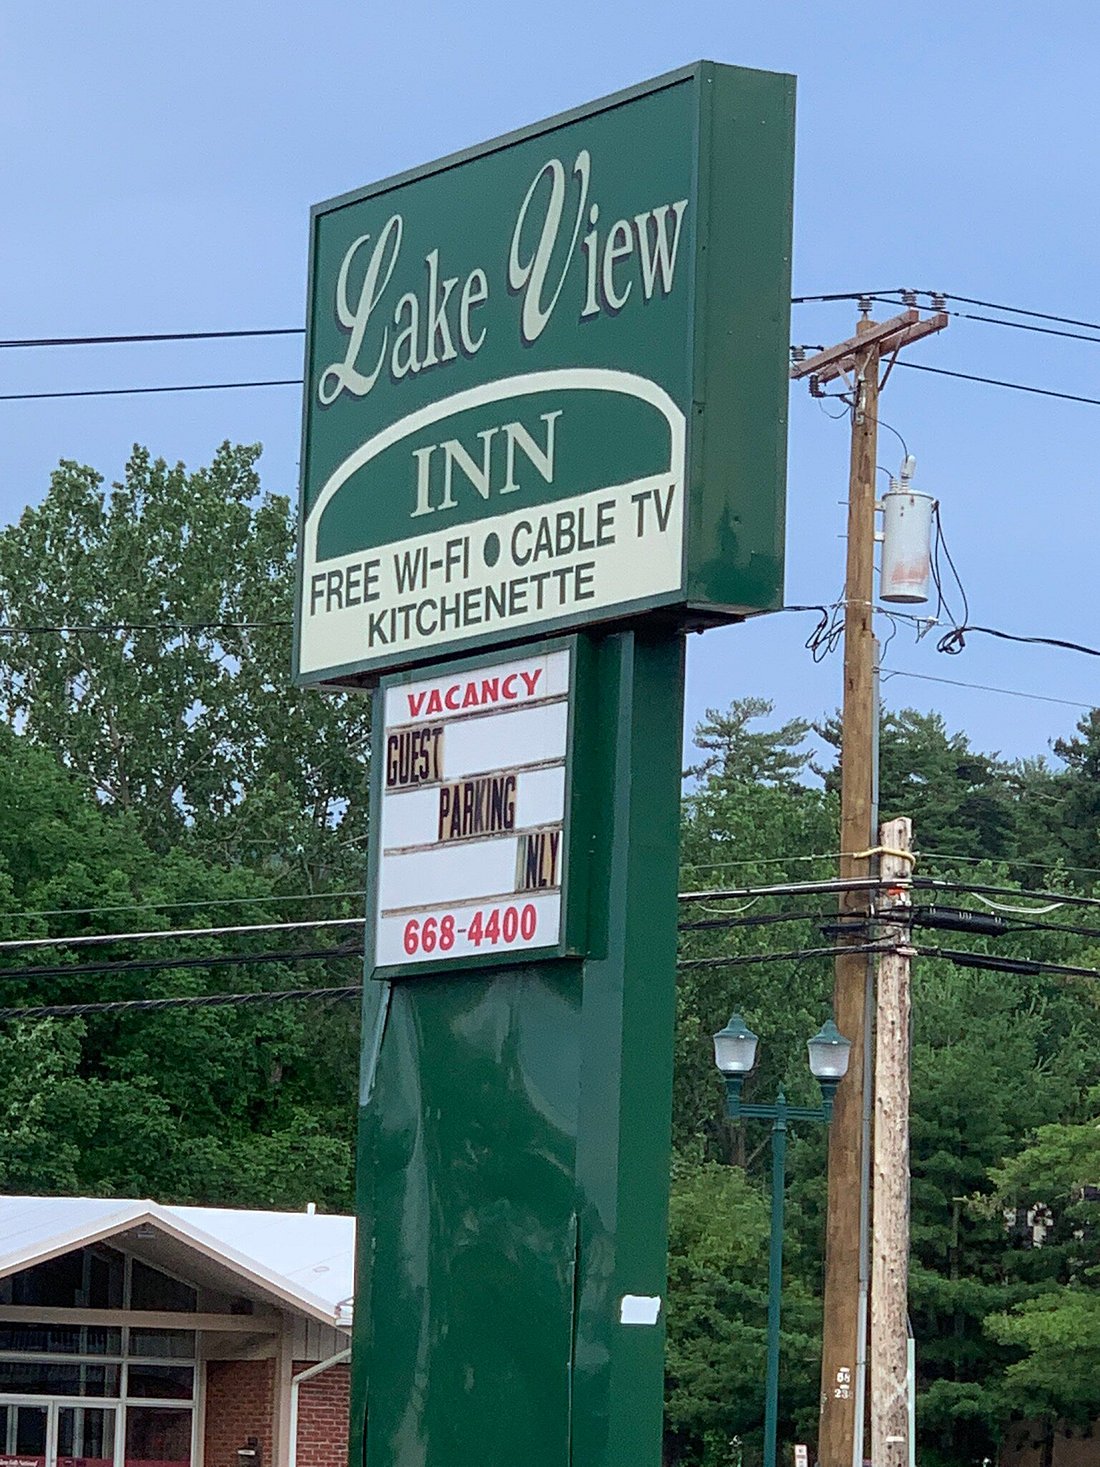 Lake View
INN
FREE WI-FI • CABLE TV
KITCHENETTE
VACANCY
GUEST
PARKING
NLY
668-4400